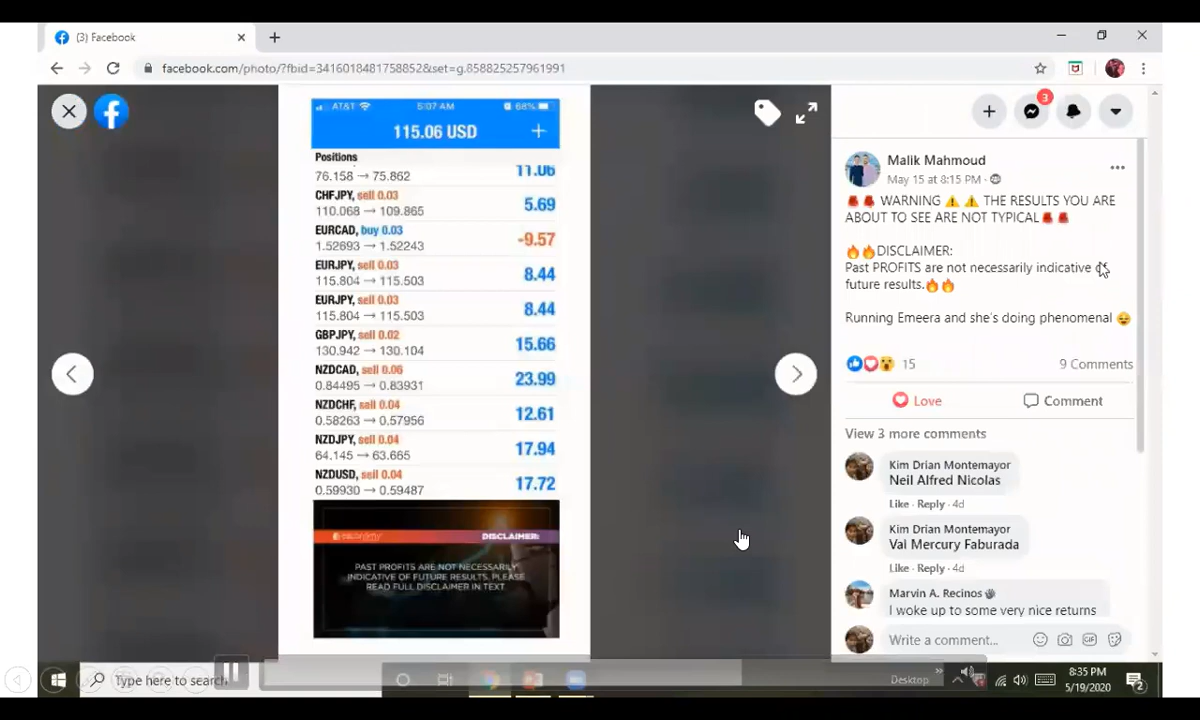 (3) Facebook
facebook.com/photo/?fbid=3416018481758852&set=g.858825257961991
AT&T 5:07 AM 68%
115.06 USD
Positions
76.158 → 75.862 11.06
CHFJPY, sell 0.03
110.068 → 109.865 5.69
EURCAD, buy 0.03
1.52693 → 1.52243 -9.57
EURJPY, sell 0.03
115.804 → 115.503 8.44
EURJPY, sell 0.03
115.804 → 115.503 8.44
GBPJPY, sell 0.02
130.942 → 130.104 15.66
NZDCAD, sell 0.06
0.84495 → 0.83931 23.99
NZDCHF, sell 0.04
0.58263 → 0.57956 12.61
NZDJPY, sell 0.04
64.145 → 63.665 17.94
NZDUSD, sell 0.04
0.59930 → 0.59487 17.72
DISCLAIMER:
PAST PROFITS ARE NOT NECESSARILY
INDICATIVE OF FUTURE RESULTS. PLEASE
READ FULL DISCLAIMER IN TEXT
3
Malik Mahmoud
May 15 at 8:15 PM
WARNING ⚠️ ⚠️ THE RESULTS YOU ARE
ABOUT TO SEE ARE NOT TYPICAL
🔥🔥DISCLAIMER:
Past PROFITS are not necessarily indicative of
future results.🔥🔥
Running Emeera and she's doing phenomenal
15 9 Comments
Love Comment
View 3 more comments
Kim Drian Montemayor
Neil Alfred Nicolas
Like · Reply · 4d
Kim Drian Montemayor
Val Mercury Faburada
Like · Reply · 4d
Marvin A. Recinos
I woke up to some very nice returns
Write a comment...
GIF
Type here to search
Desktop
8:35 PM
5/19/2020
2